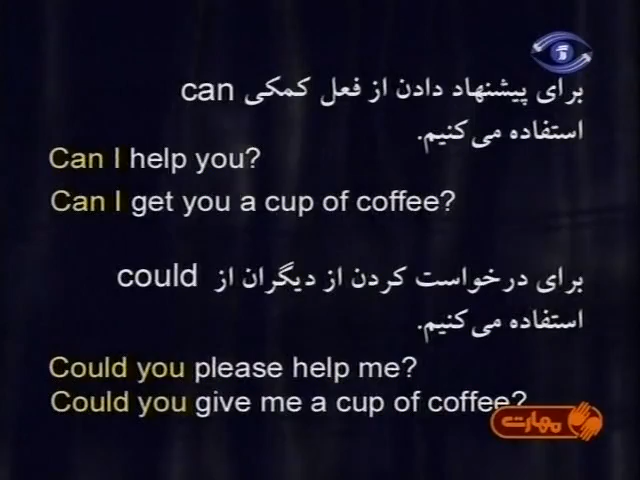 برای پیشنهاد دادن از فعل کمکی can
استفاده می‌کنیم.
Can I help you?
Can I get you a cup of coffee?
برای درخواست کردن از دیگران از could
استفاده می‌کنیم.
Could you please help me?
Could you give me a cup of coffee?
مهارت